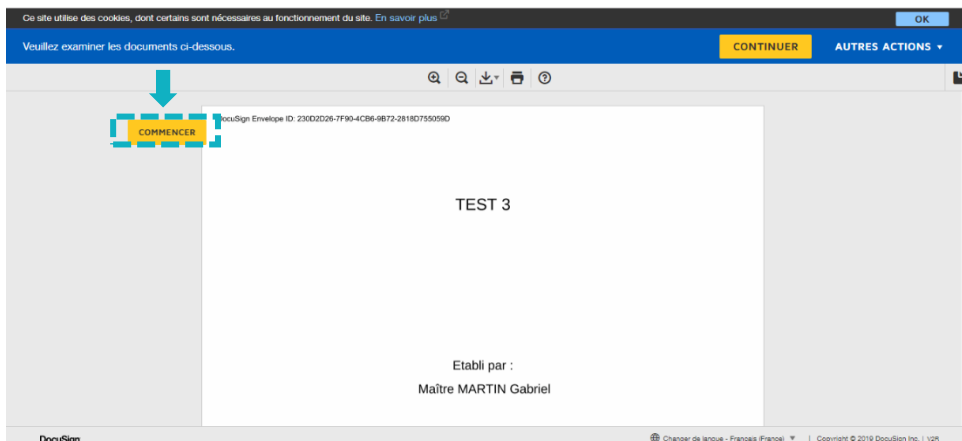 Ce site utilise des cookies, dont certains sont nécessaires au fonctionnement du site. En savoir plus
OK
Veuillez examiner les documents ci-dessous.
CONTINUER
AUTRES ACTIONS
COMMENCER
DocuSign Envelope ID: 230D2D26-7F90-4CB6-9B72-2818D755059D
TEST 3
Etabli par :
Maître MARTIN Gabriel
DocuSign
Changer de langue - Français (France) | Copyright © 2019 DocuSign Inc. | V26